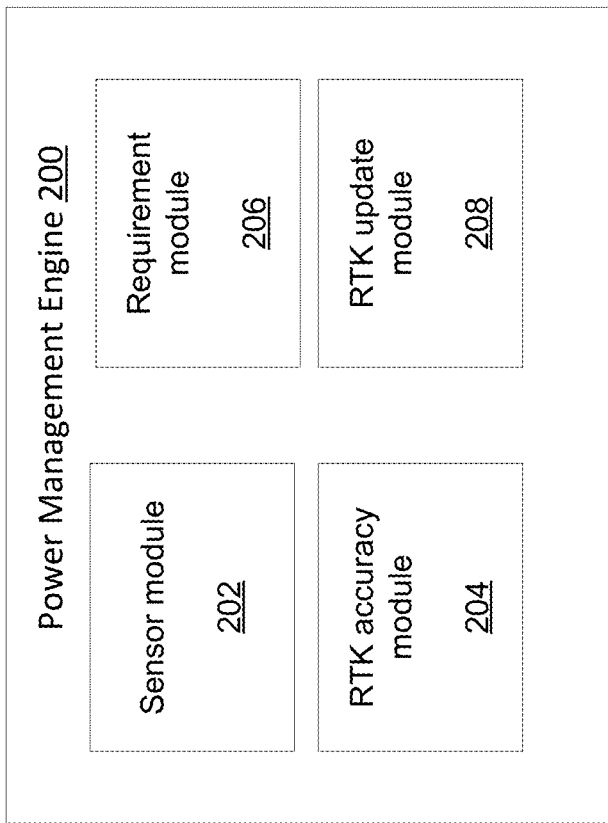 Power Management Engine 200
Sensor module
202
Requirement
module
206
RTK accuracy
module
204
RTK update
module
208